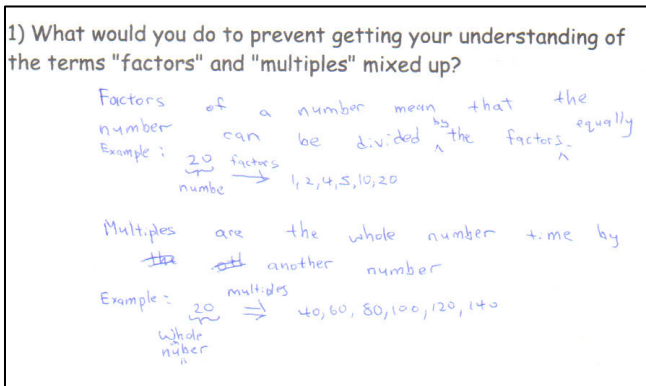 1) What would you do to prevent getting your understanding of
the terms "factors" and "multiples" mixed up?
Factors of a number mean that the
number can be divided by the factors equally.
Example : 20 factors → 1, 2, 4, 5, 10, 20
numbe
Multiples are the whole number time by
the another number
Example : 20 multiples ⇒ 40, 60, 80, 100, 120, 140
whole
nuber